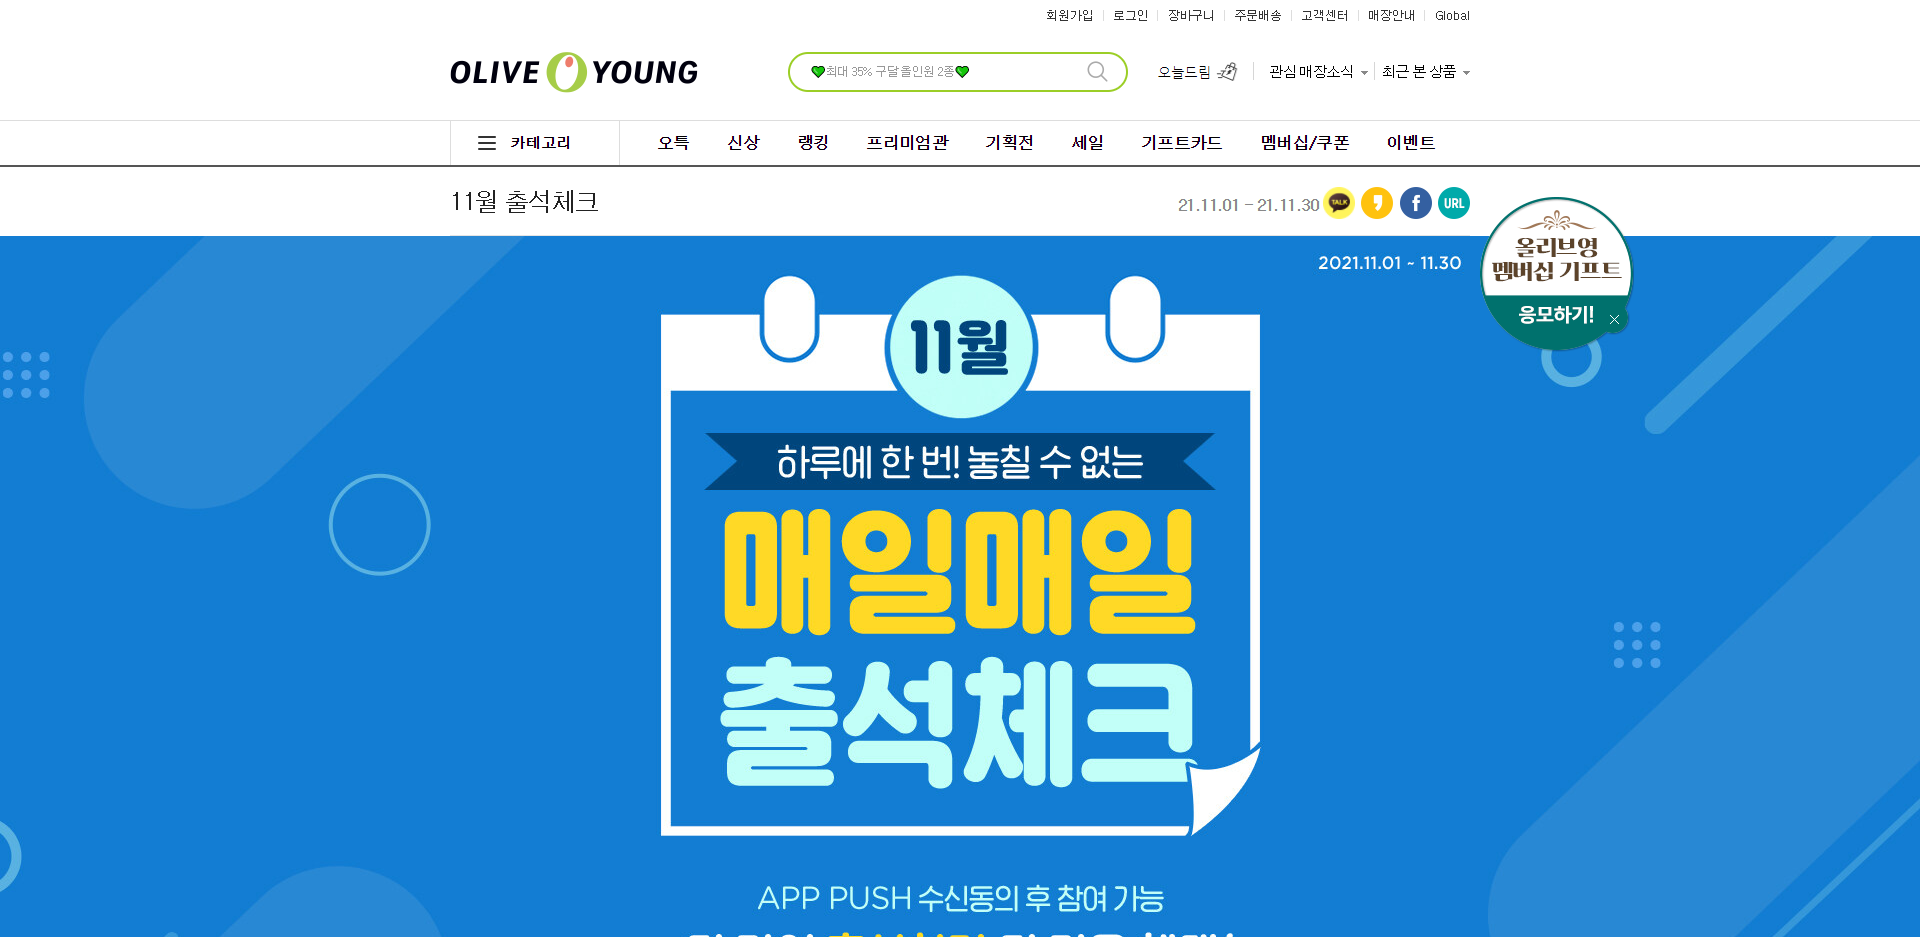 회원가입 로그인 장바구니 주문배송 고객센터 매장안내 Global
OLIVE YOUNG
💚최대 35% 구달 올인원 2종💚
오늘드림 관심 매장소식 최근 본 상품
카테고리 오특 신상 랭킹 프리미엄관 기획전 세일 기프트카드 멤버십/쿠폰 이벤트
11월 출석체크
21.11.01 - 21.11.30
TALK
f
URL
올리브영
멤버십 기프트
응모하기!
2021.11.01 ~ 11.30
11월
하루에 한 번! 놓칠 수 없는
매일매일
출석체크
APP PUSH 수신동의 후 참여 가능